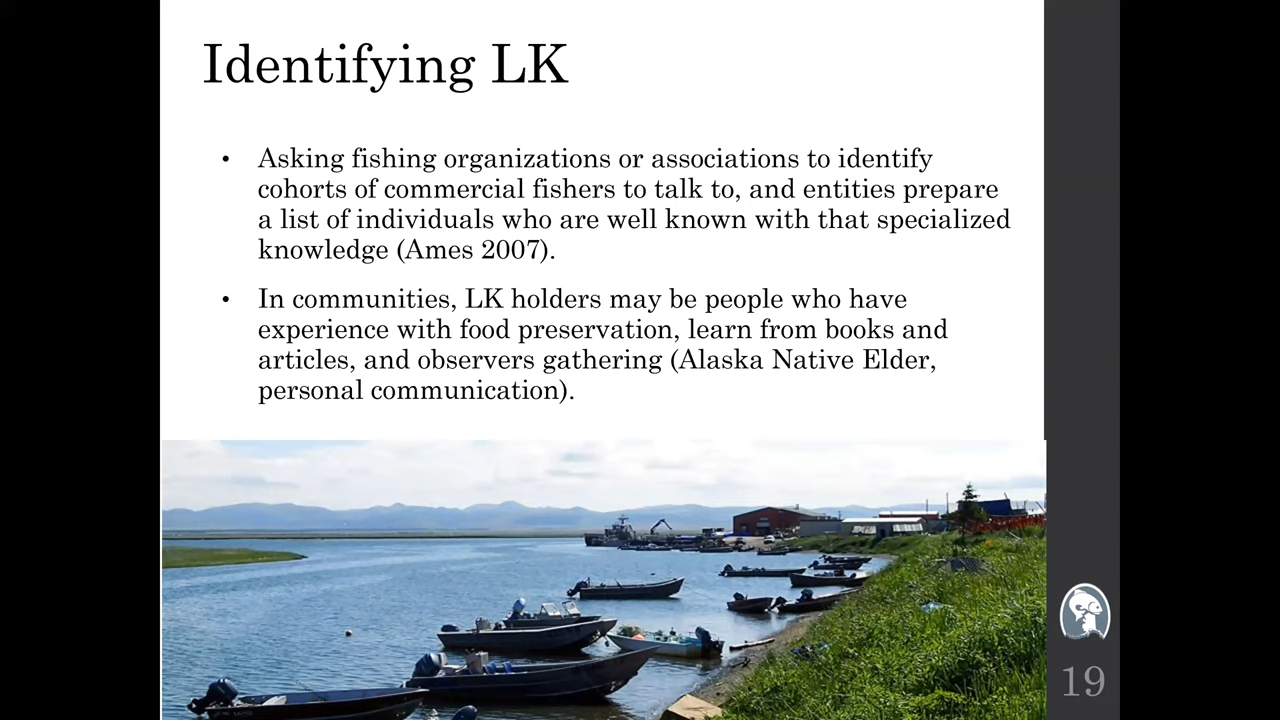 Identifying LK
• Asking fishing organizations or associations to identify
cohorts of commercial fishers to talk to, and entities prepare
a list of individuals who are well known with that specialized
knowledge (Ames 2007).
• In communities, LK holders may be people who have
experience with food preservation, learn from books and
articles, and observers gathering (Alaska Native Elder,
personal communication).
19